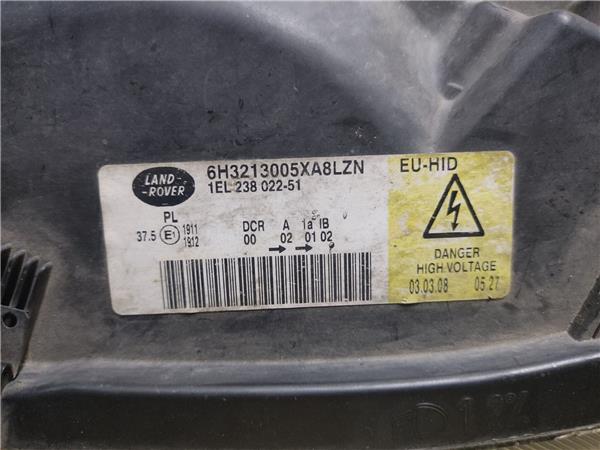 LAND-
ROVER
6H3213005XA8LZN
1EL 238 022-51
PL
37.5 E1 1911
1912
DCR A 1a IB
00 02 01 02
EU-HID
DANGER
HIGH VOLTAGE
03.03.08 05 27